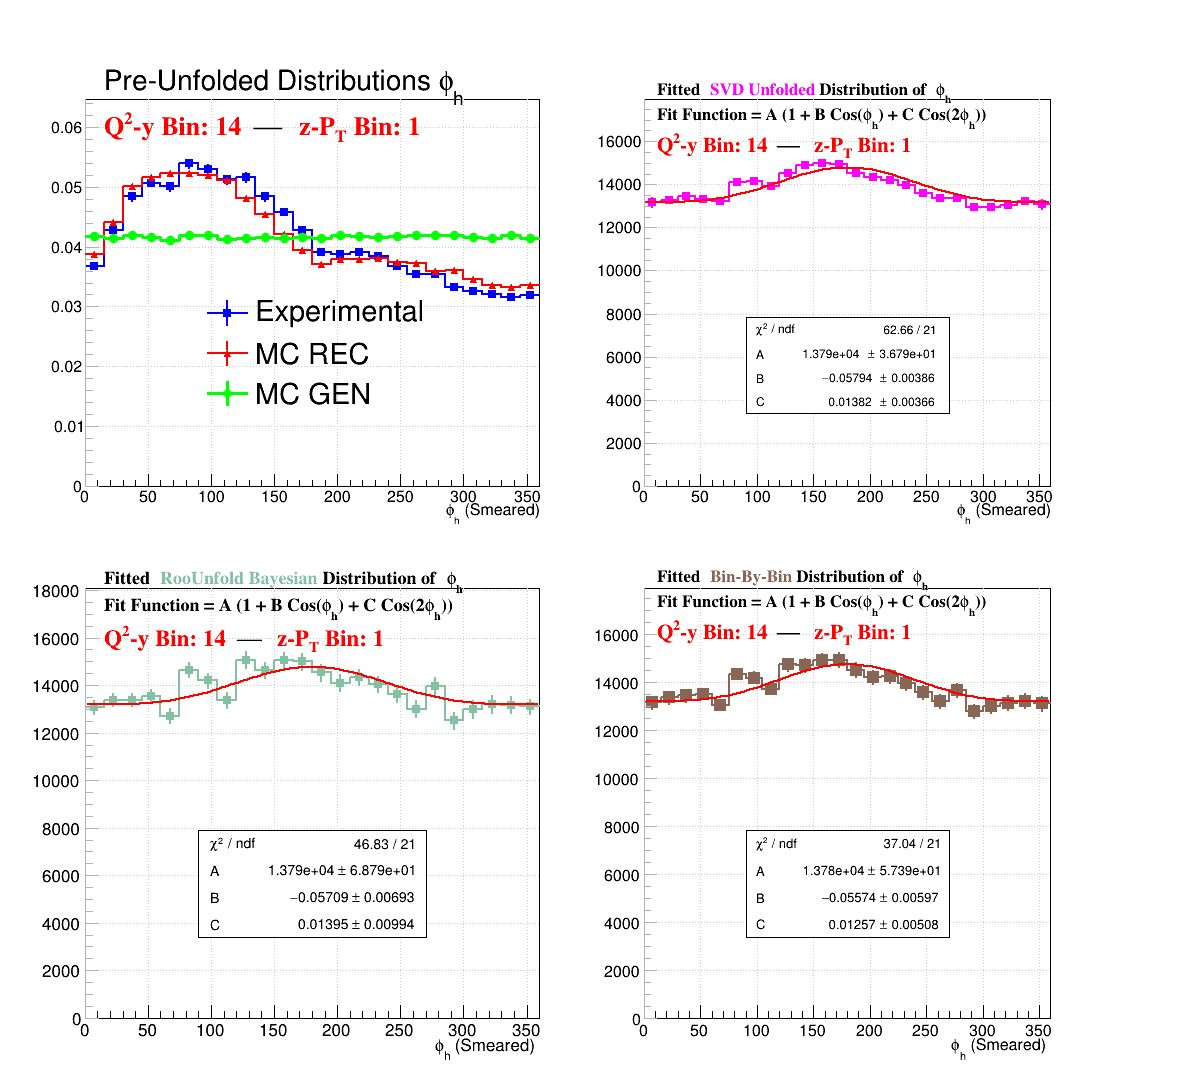 Pre-Unfolded Distributions ϕh
Q²-y Bin: 14 — z-PT Bin: 1
0.06
0.05
0.04
0.03
0.02
0.01
0
Experimental
MC REC
MC GEN
0 50 100 150 200 250 300 350
ϕh (Smeared)
Fitted SVD Unfolded Distribution of ϕh
Fit Function = A (1 + B Cos(ϕh) + C Cos(2ϕh))
Q²-y Bin: 14 — z-PT Bin: 1
16000
14000
12000
10000
8000
6000
4000
2000
0
χ² / ndf 62.66 / 21
A 1.379e+04 ± 3.679e+01
B −0.05794 ± 0.00386
C 0.01382 ± 0.00366
0 50 100 150 200 250 300 350
ϕh (Smeared)
Fitted RooUnfold Bayesian Distribution of ϕh
Fit Function = A (1 + B Cos(ϕh) + C Cos(2ϕh))
Q²-y Bin: 14 — z-PT Bin: 1
18000
16000
14000
12000
10000
8000
6000
4000
2000
0
χ² / ndf 46.83 / 21
A 1.379e+04 ± 6.879e+01
B −0.05709 ± 0.00693
C 0.01395 ± 0.00994
0 50 100 150 200 250 300 350
ϕh (Smeared)
Fitted Bin-By-Bin Distribution of ϕh
Fit Function = A (1 + B Cos(ϕh) + C Cos(2ϕh))
Q²-y Bin: 14 — z-PT Bin: 1
16000
14000
12000
10000
8000
6000
4000
2000
0
χ² / ndf 37.04 / 21
A 1.378e+04 ± 5.739e+01
B −0.05574 ± 0.00597
C 0.01257 ± 0.00508
0 50 100 150 200 250 300 350
ϕh (Smeared)